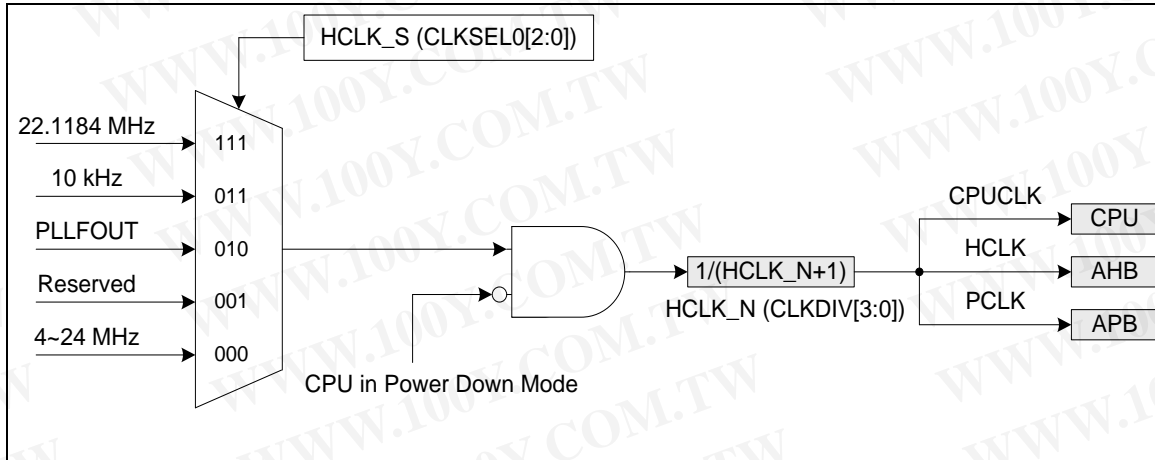 HCLK_S (CLKSEL0[2:0])
22.1184 MHz
111
10 kHz
011
PLLFOUT
010
Reserved
001
4~24 MHz
000
CPU in Power Down Mode
1/(HCLK_N+1)
HCLK_N (CLKDIV[3:0])
CPUCLK
CPU
HCLK
AHB
PCLK
APB
WWW.100Y.COM.TW